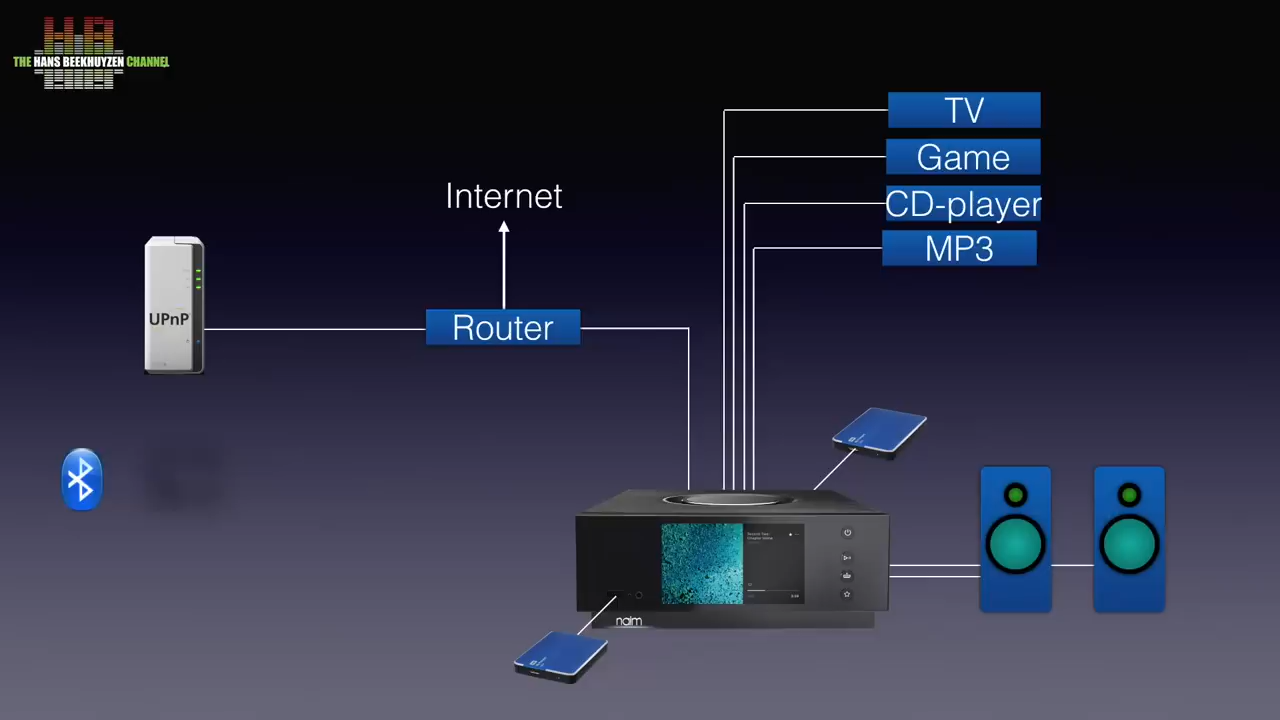 THE HANS BEEKHUYZEN CHANNEL
TV
Game
CD-player
MP3
Internet
UPnP
Router
naim